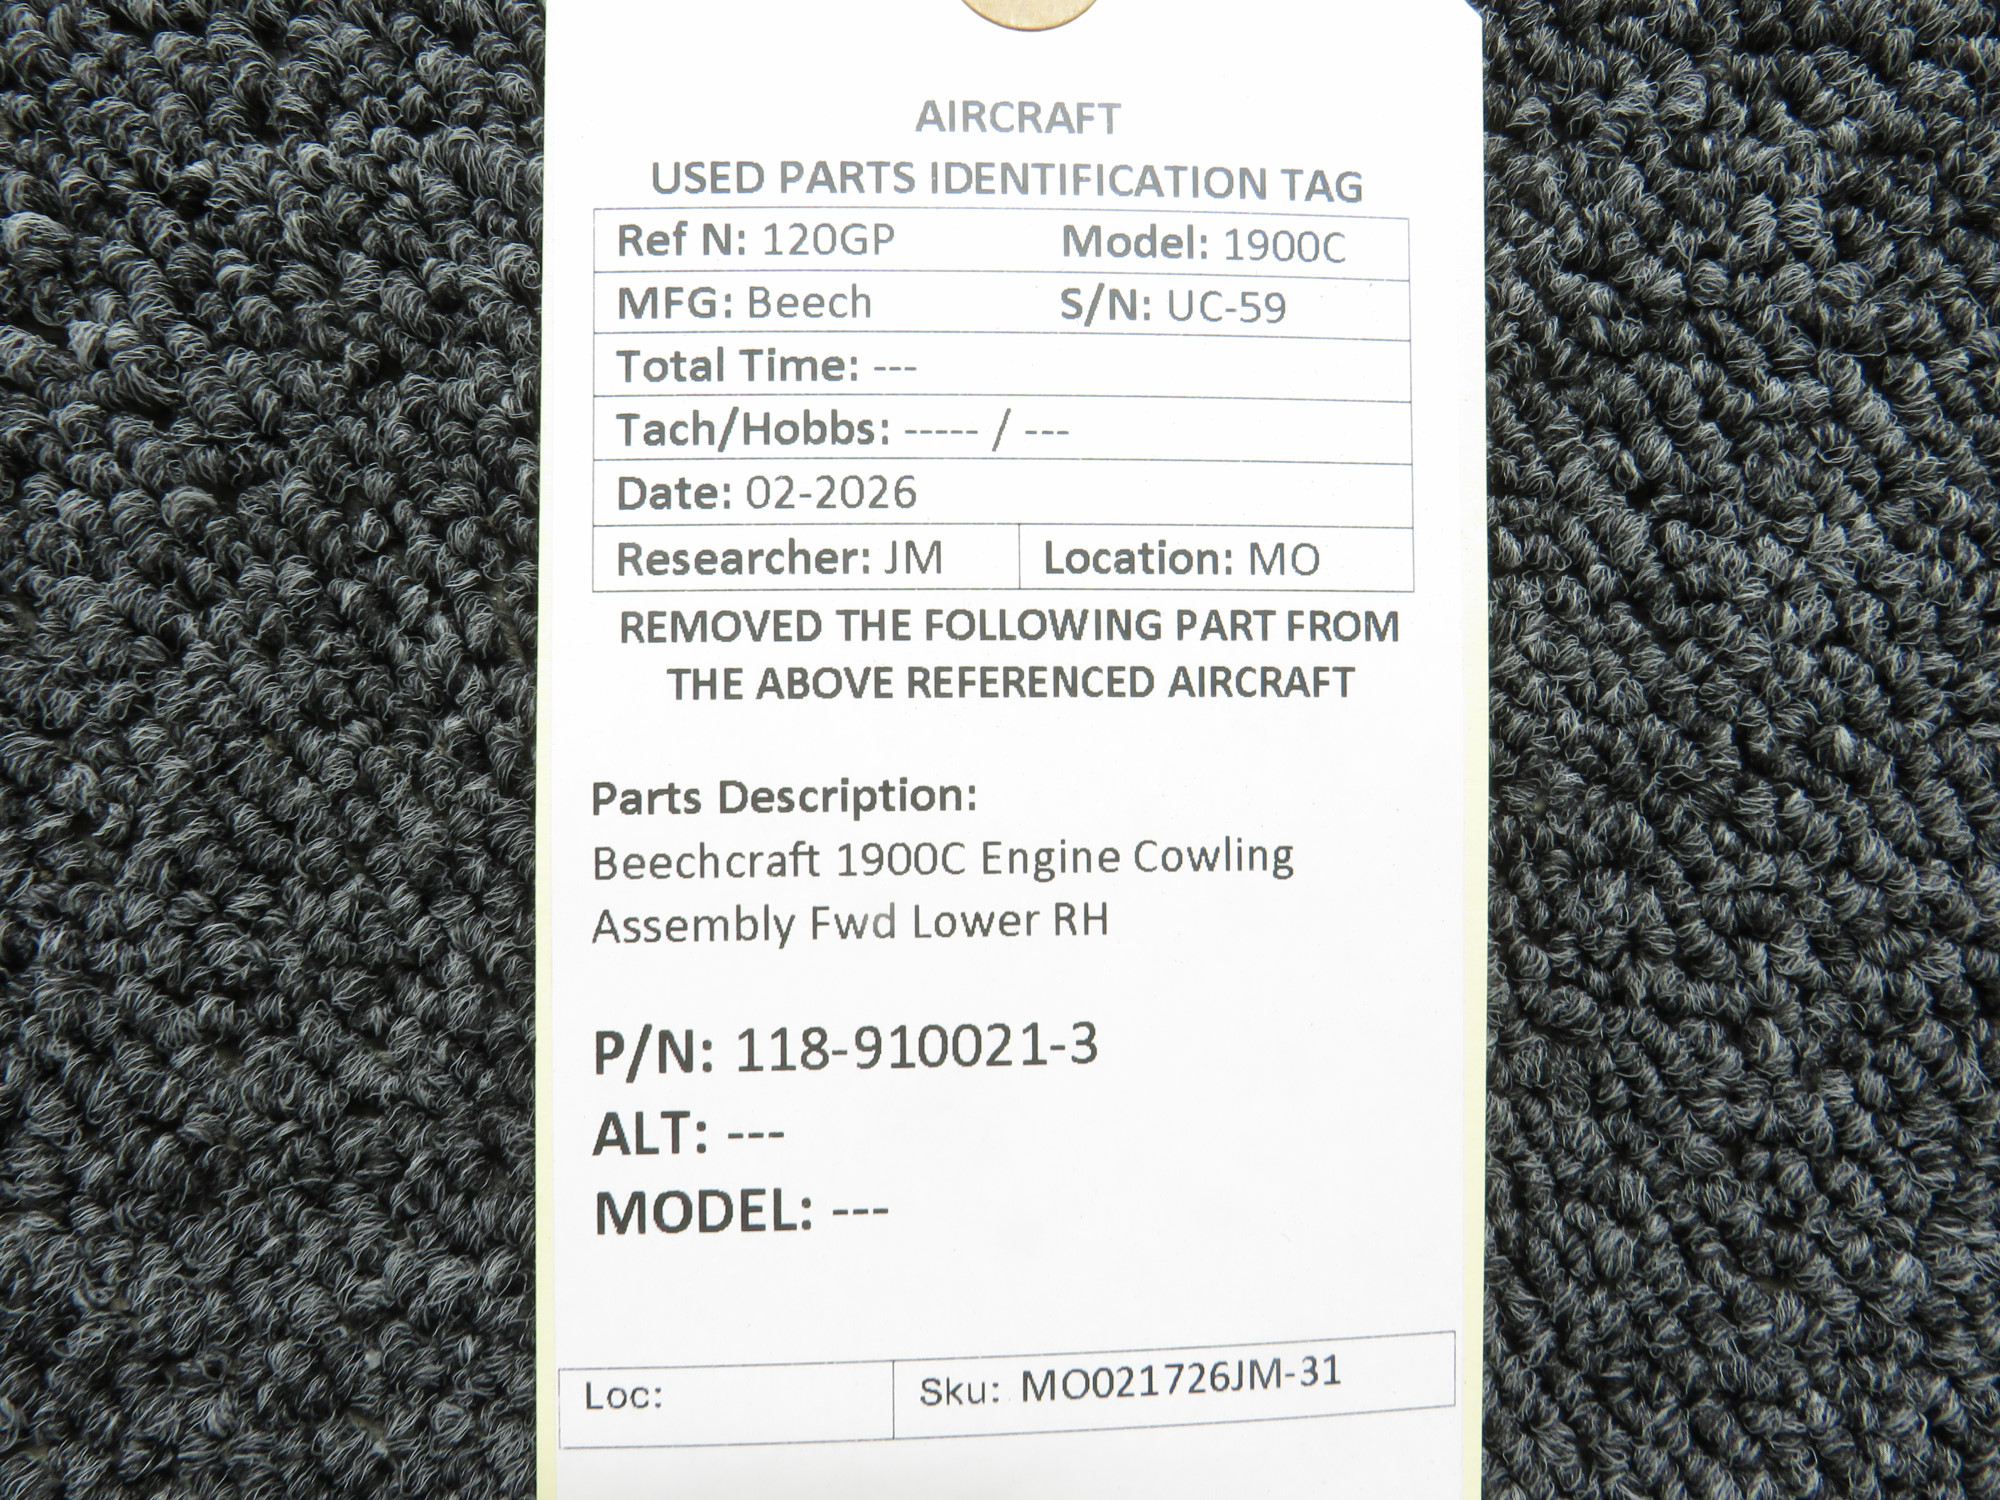 AIRCRAFT
USED PARTS IDENTIFICATION TAG
Ref N: 120GP Model: 1900C
MFG: Beech S/N: UC-59
Total Time: ---
Tach/Hobbs: ----- / ---
Date: 02-2026
Researcher: JM Location: MO
REMOVED THE FOLLOWING PART FROM
THE ABOVE REFERENCED AIRCRAFT
Parts Description:
Beechcraft 1900C Engine Cowling
Assembly Fwd Lower RH
P/N: 118-910021-3
ALT: ---
MODEL: ---
Loc: Sku: MO021726JM-31